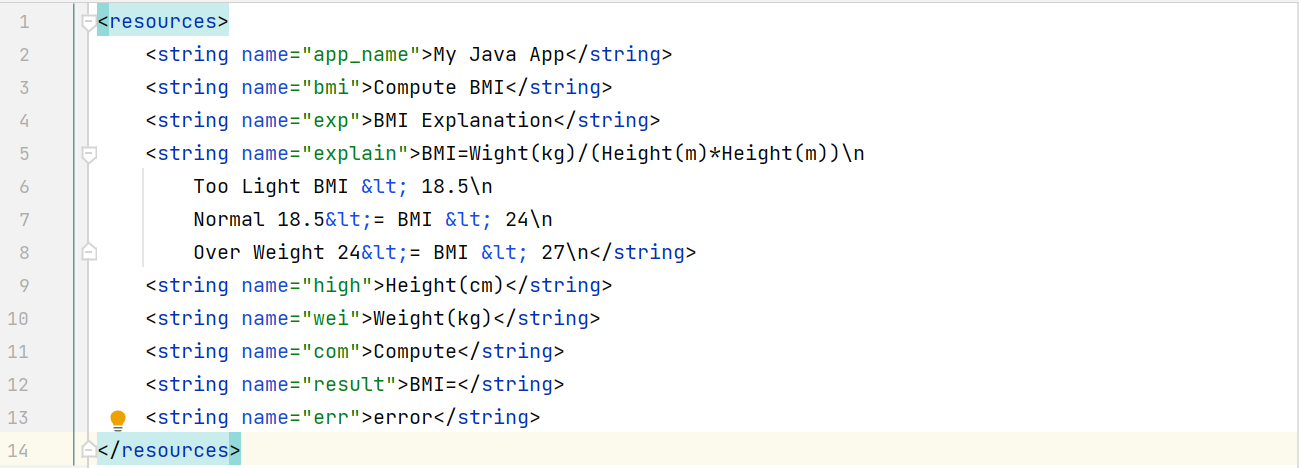 1 <resources>
2 <string name="app_name">My Java App</string>
3 <string name="bmi">Compute BMI</string>
4 <string name="exp">BMI Explanation</string>
5 <string name="explain">BMI=Wight(kg)/(Height(m)*Height(m))\n
6 Too Light BMI &lt; 18.5\n
7 Normal 18.5&lt;= BMI &lt; 24\n
8 Over Weight 24&lt;= BMI &lt; 27\n</string>
9 <string name="high">Height(cm)</string>
10 <string name="wei">Weight(kg)</string>
11 <string name="com">Compute</string>
12 <string name="result">BMI=</string>
13 <string name="err">error</string>
14 </resources>